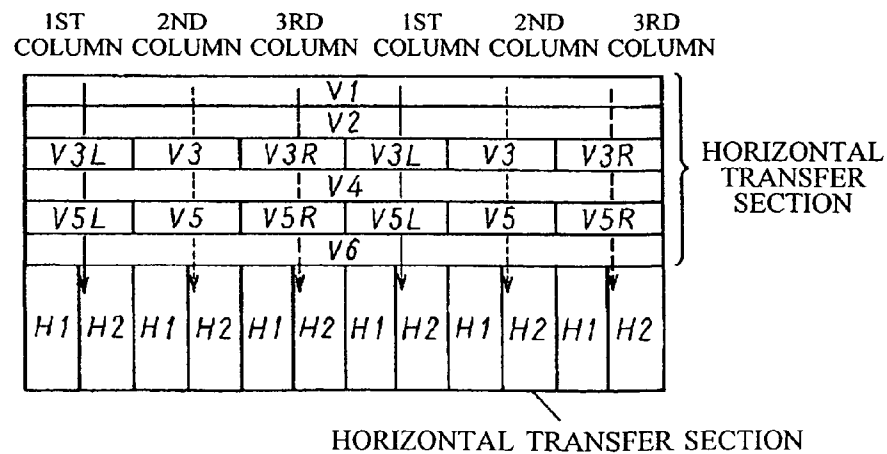 1ST 2ND 3RD 1ST 2ND 3RD
COLUMN COLUMN COLUMN COLUMN COLUMN COLUMN
V1
V2
V3L V3 V3R V3L V3 V3R
V4
V5L V5 V5R V5L V5 V5R
V6
HORIZONTAL
TRANSFER
SECTION
H1 H2 H1 H2 H1 H2 H1 H2 H1 H2 H1 H2
HORIZONTAL TRANSFER SECTION